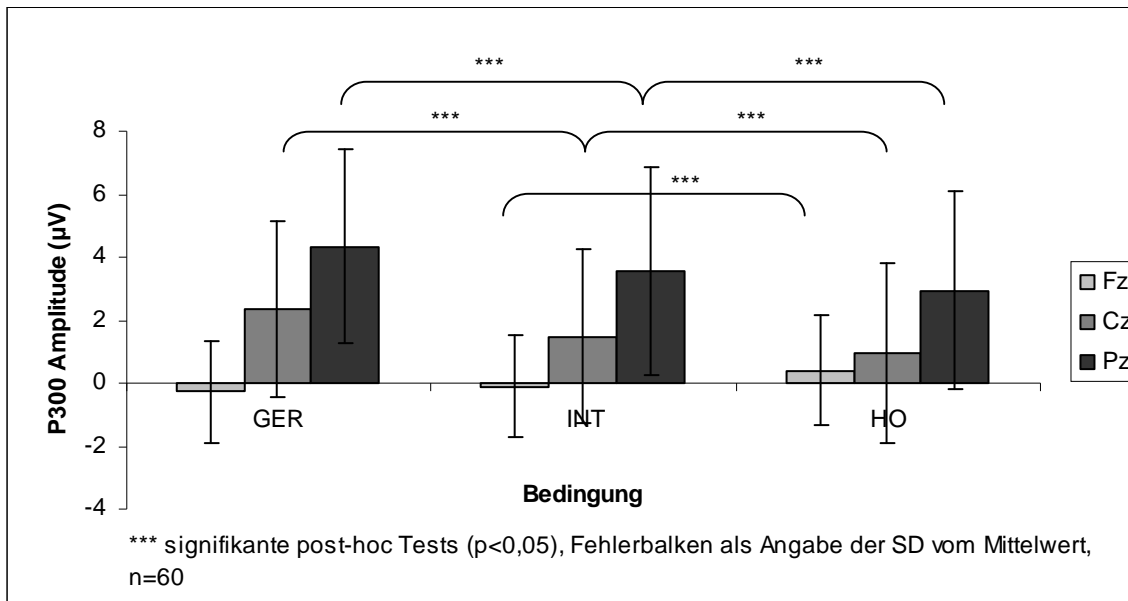 *** ***
*** ***
***
8
6
4
2
0
-2
-4
P300 Amplitude (µV)
GER INT HO
Bedingung
Fz
Cz
Pz
*** signifikante post-hoc Tests (p<0,05), Fehlerbalken als Angabe der SD vom Mittelwert,
n=60